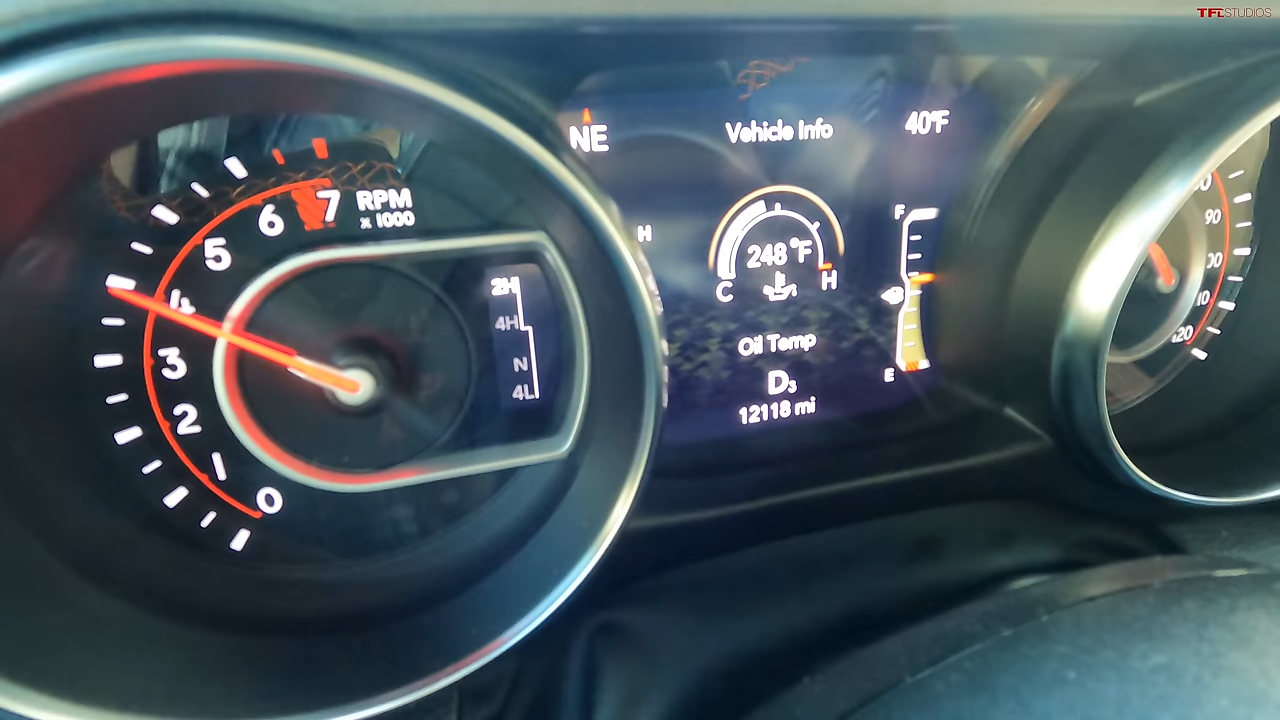 TFLSTUDIOS
NE
Vehicle Info
40°F
RPM
x 1000
7
6
5
4
3
2
1
0
2H
4H
N
4L
H
248 °F
C
H
Oil Temp
D3
12118 mi
F
E
90
120